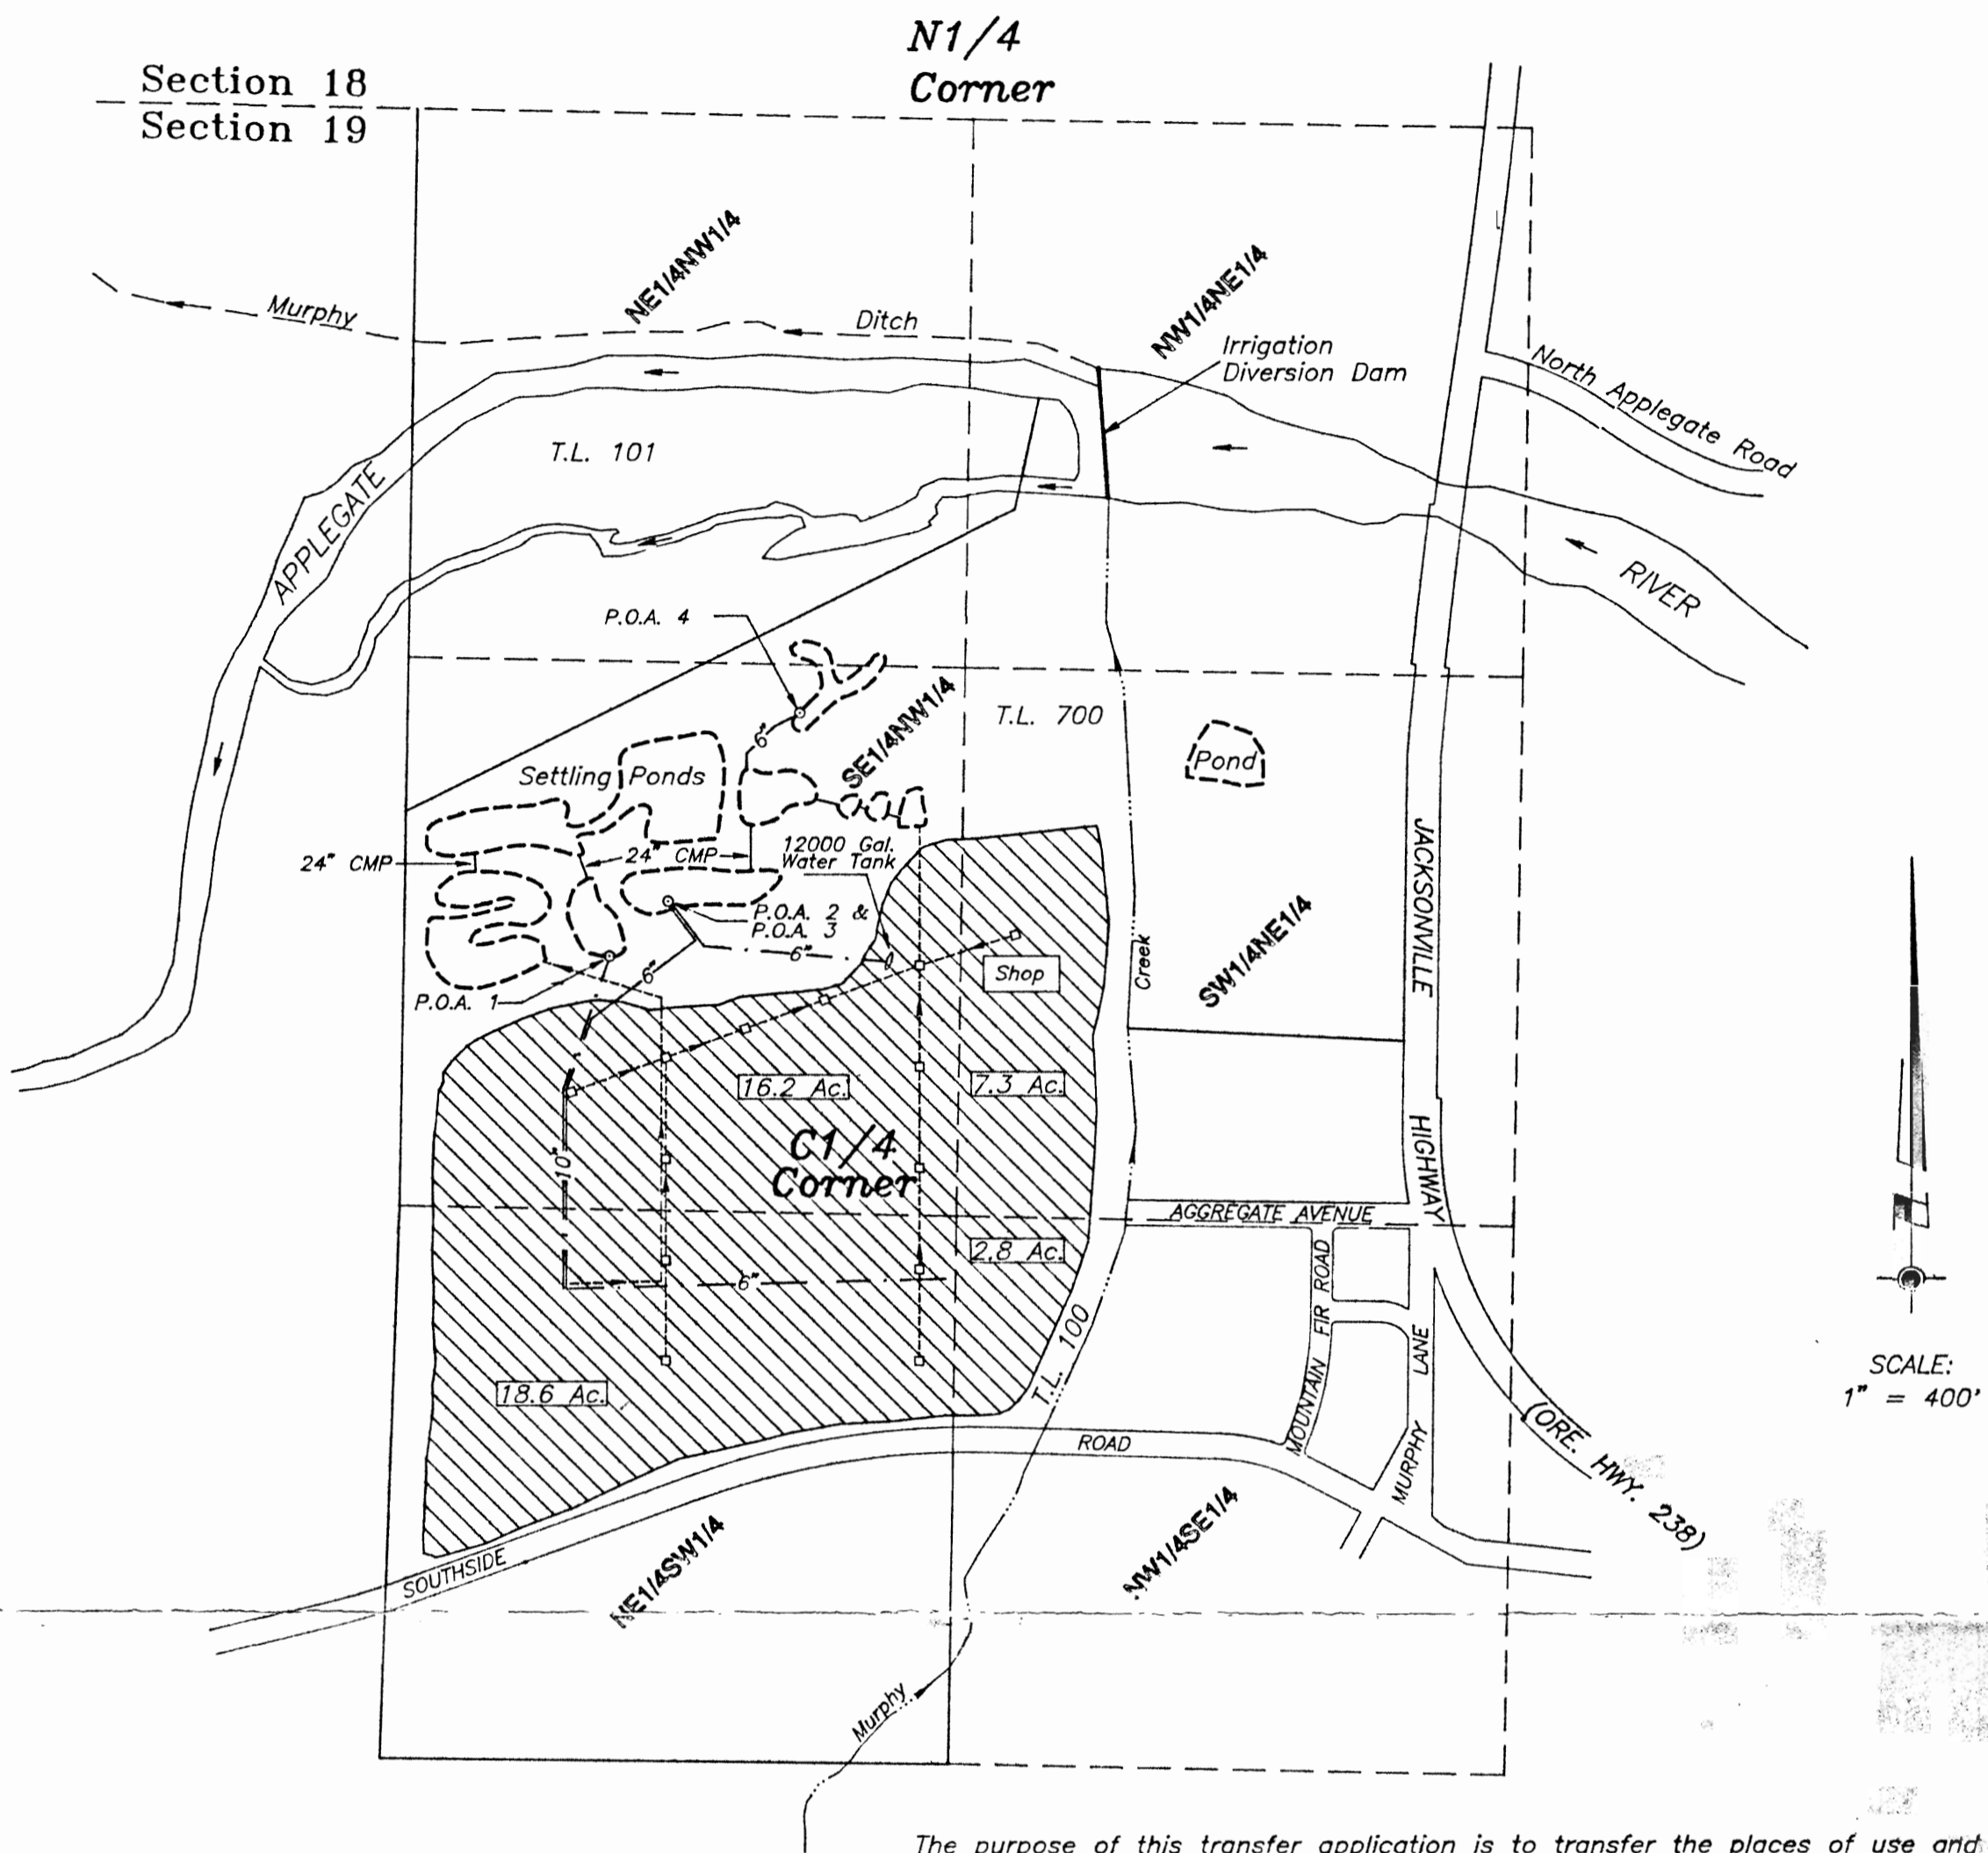 N1/4
Corner
Section 18
Section 19
NE1/4NW1/4
NW1/4NE1/4
Murphy
Ditch
Irrigation
Diversion Dam
North Applegate Road
T.L. 101
APPLEGATE
RIVER
P.O.A. 4
6"
SE1/4NW1/4
T.L. 700
Pond
Settling Ponds
12000 Gal.
Water Tank
24" CMP
24" CMP
P.O.A. 2 &
P.O.A. 3
6"
6"
P.O.A. 1
Shop
Creek
SW1/4NE1/4
JACKSONVILLE
HIGHWAY
16.2 Ac.
7.3 Ac.
C1/4
Corner
10"
AGGREGATE AVENUE
2.8 Ac.
6"
MOUNTAIN FIR ROAD
MURPHY LANE
T.L. 100
18.6 Ac.
SCALE:
1" = 400'
(ORE. HWY. 238)
ROAD
SOUTHSIDE
NE1/4SW1/4
NW1/4SE1/4
Murphy
The purpose of this transfer application is to transfer the places of use and